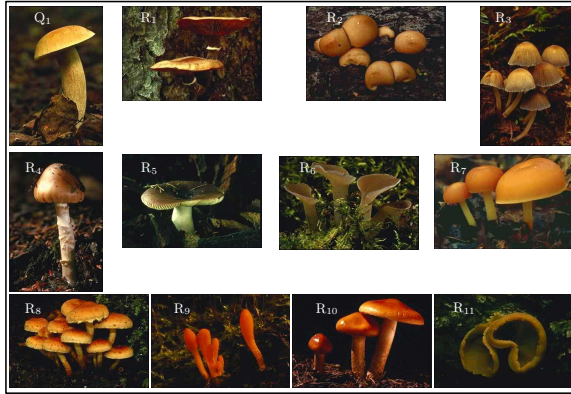 Q₁ R₁ R₂ R₃
R₄ R₅ R₆ R₇
R₈ R₉ R₁₀ R₁₁